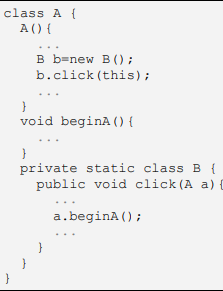 class A {
  A(){
    ...
    B b=new B();
    b.click(this);
    ...
  }
  void beginA(){
    ...
  }
  private static class B {
    public void click(A a){
      ...
      a.beginA();
      ...
    }
  }
}